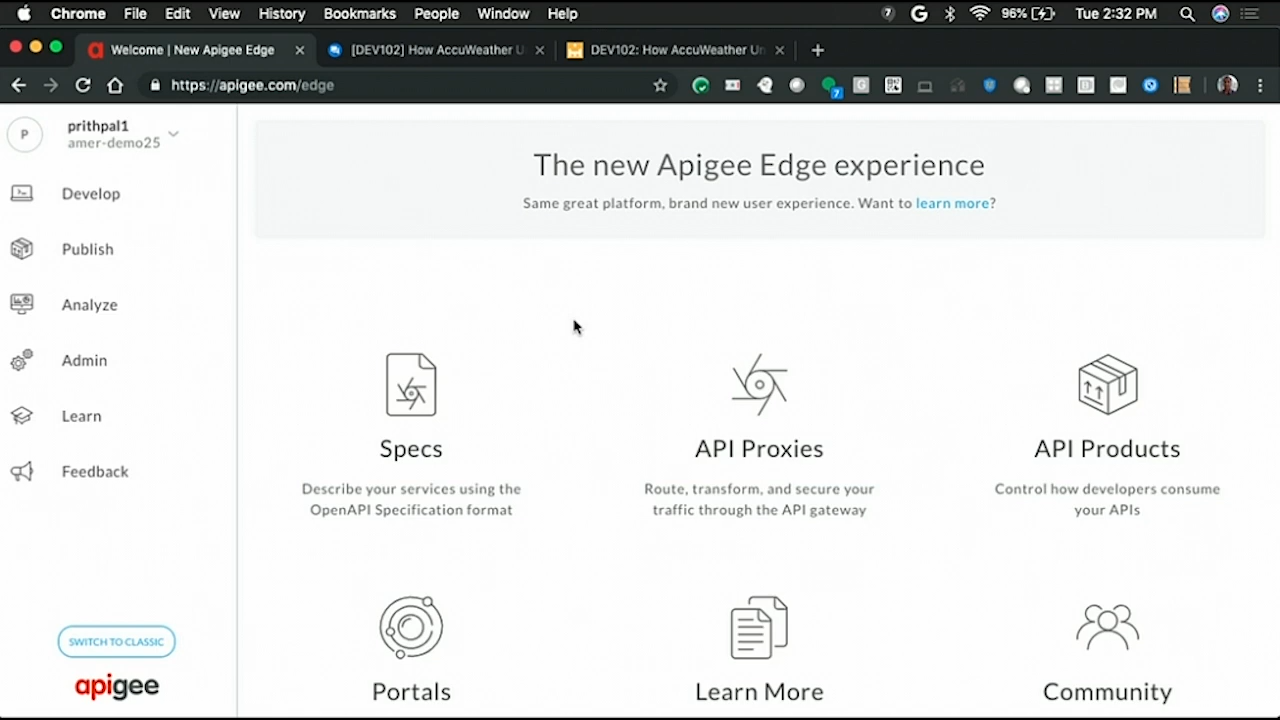 Chrome File Edit View History Bookmarks People Window Help 96% Tue 2:32 PM
Welcome | New Apigee Edge
[DEV102] How AccuWeather U
DEV102: How AccuWeather Un
https://apigee.com/edge
7
P
prithpal1
amer-demo25
Develop
Publish
Analyze
Admin
Learn
Feedback
SWITCH TO CLASSIC
apigee
The new Apigee Edge experience
Same great platform, brand new user experience. Want to learn more?
Specs
Describe your services using the
OpenAPI Specification format
API Proxies
Route, transform, and secure your
traffic through the API gateway
API Products
Control how developers consume
your APIs
Portals
Learn More
Community